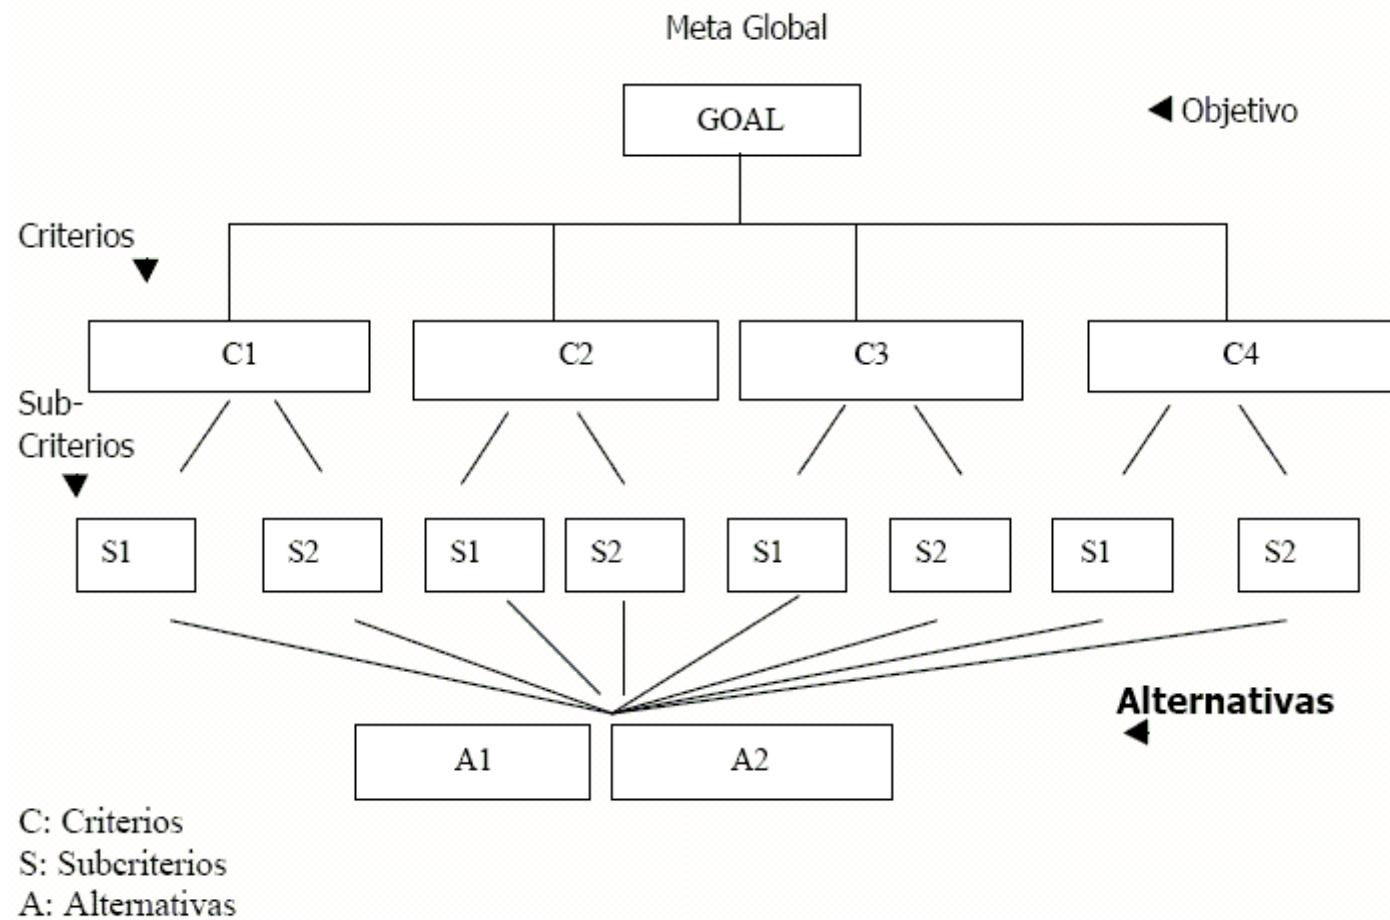 Meta Global
GOAL
Objetivo
Criterios
C1
C2
C3
C4
Sub-
Criterios
S1
S2
S1
S2
S1
S2
S1
S2
Alternativas
A1
A2
C: Criterios
S: Subcriterios
A: Alternativas